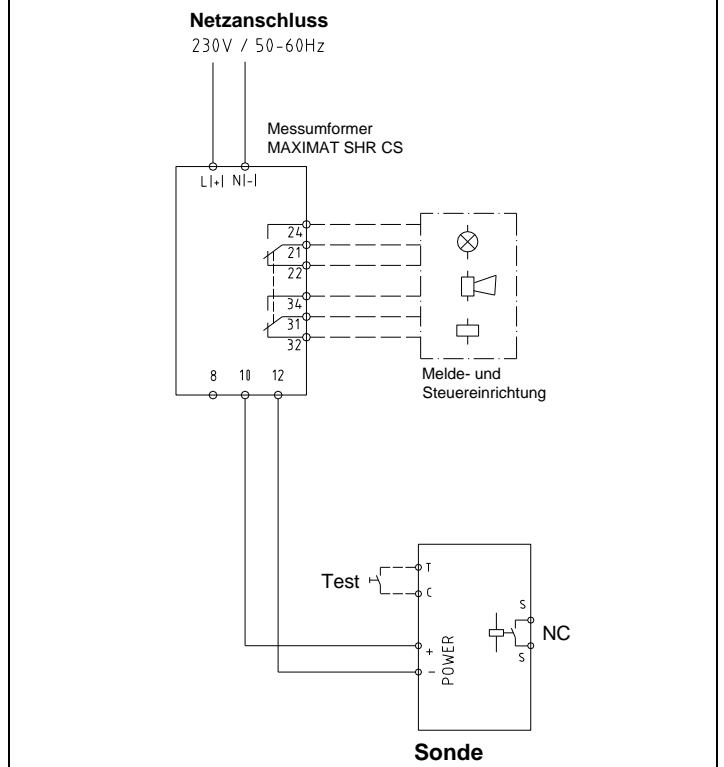 Netzanschluss
230V / 50-60Hz
Messumformer
MAXIMAT SHR CS
L|+| N|-|
24
21
22
34
31
32
8 10 12
Melde- und
Steuereinrichtung
Test
T
C
S
NC
S
+
-
POWER
Sonde